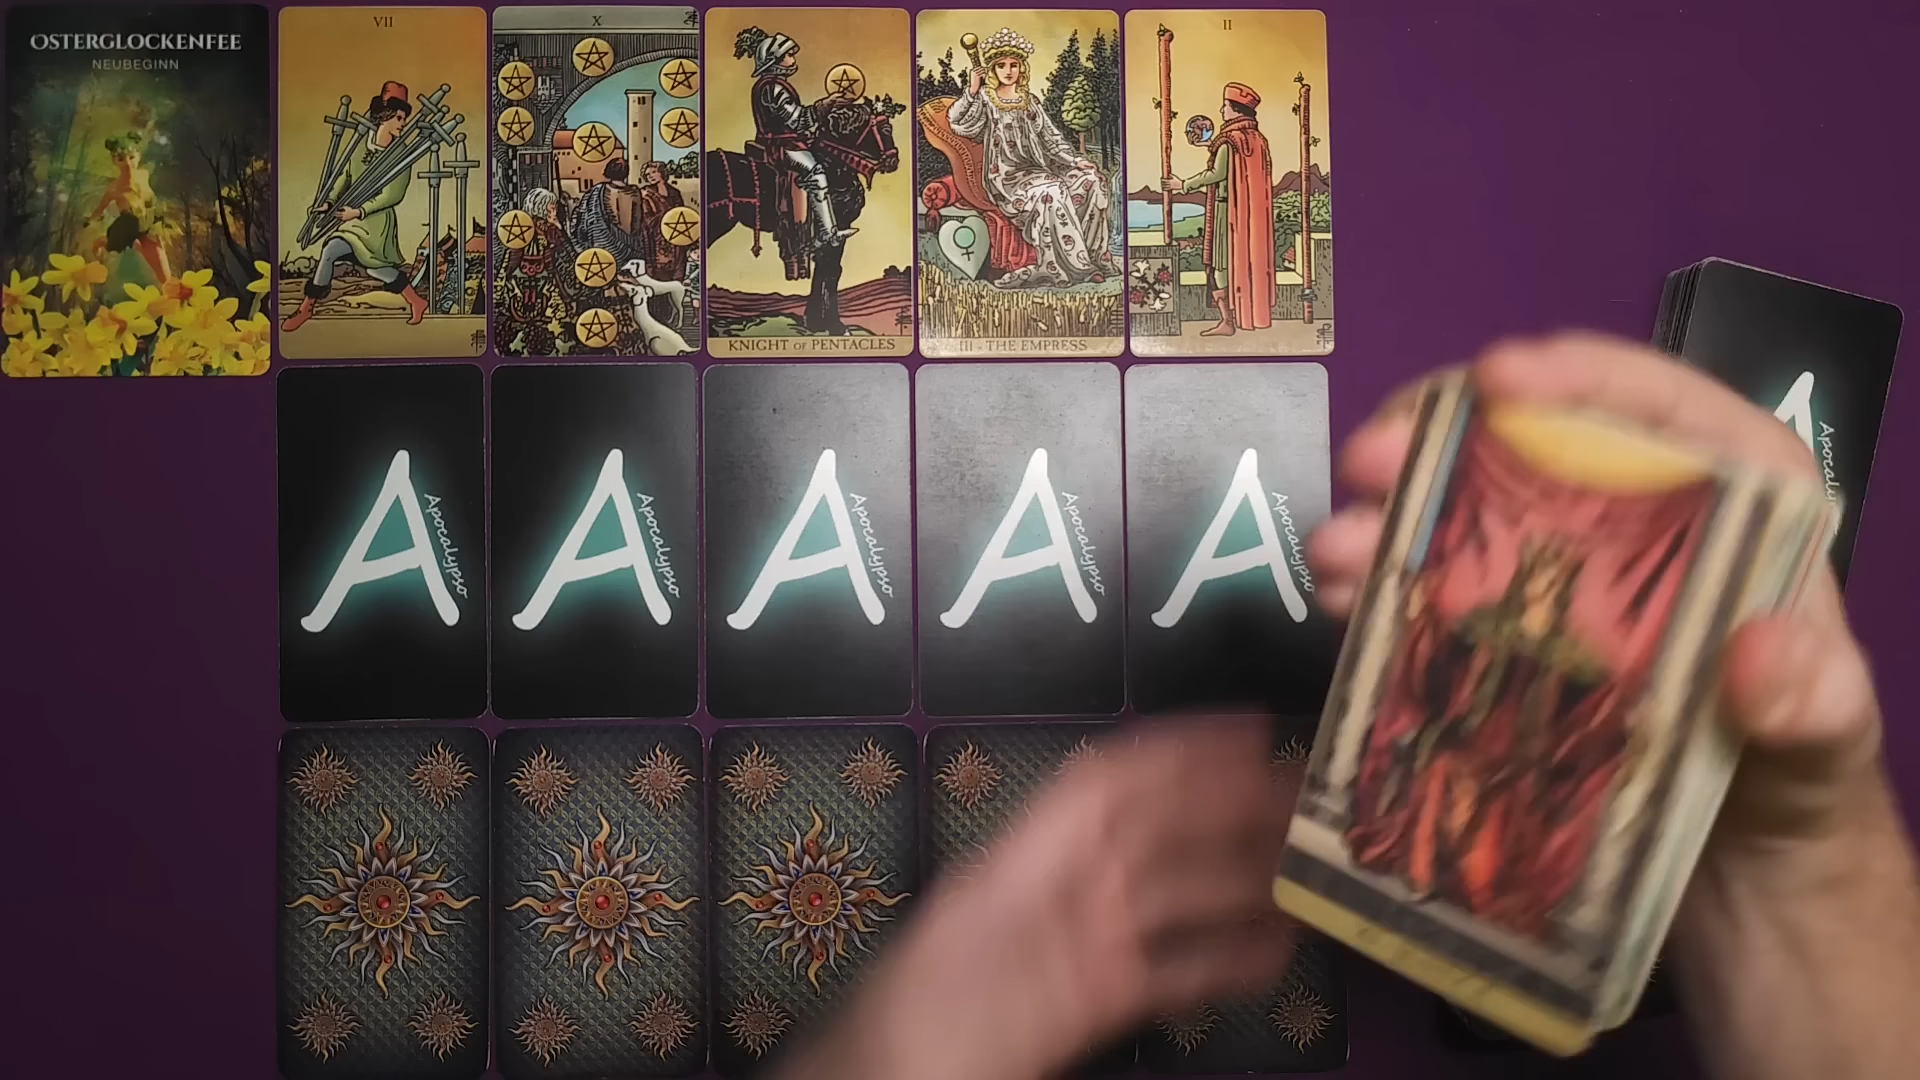 OSTERGLOCKENFEE
NEUBEGINN
VII
X
KNIGHT OF PENTACLES
III - THE EMPRESS
II
A
Apocalypso
A
Apocalypso
A
Apocalypso
A
Apocalypso
A
Apocalypso